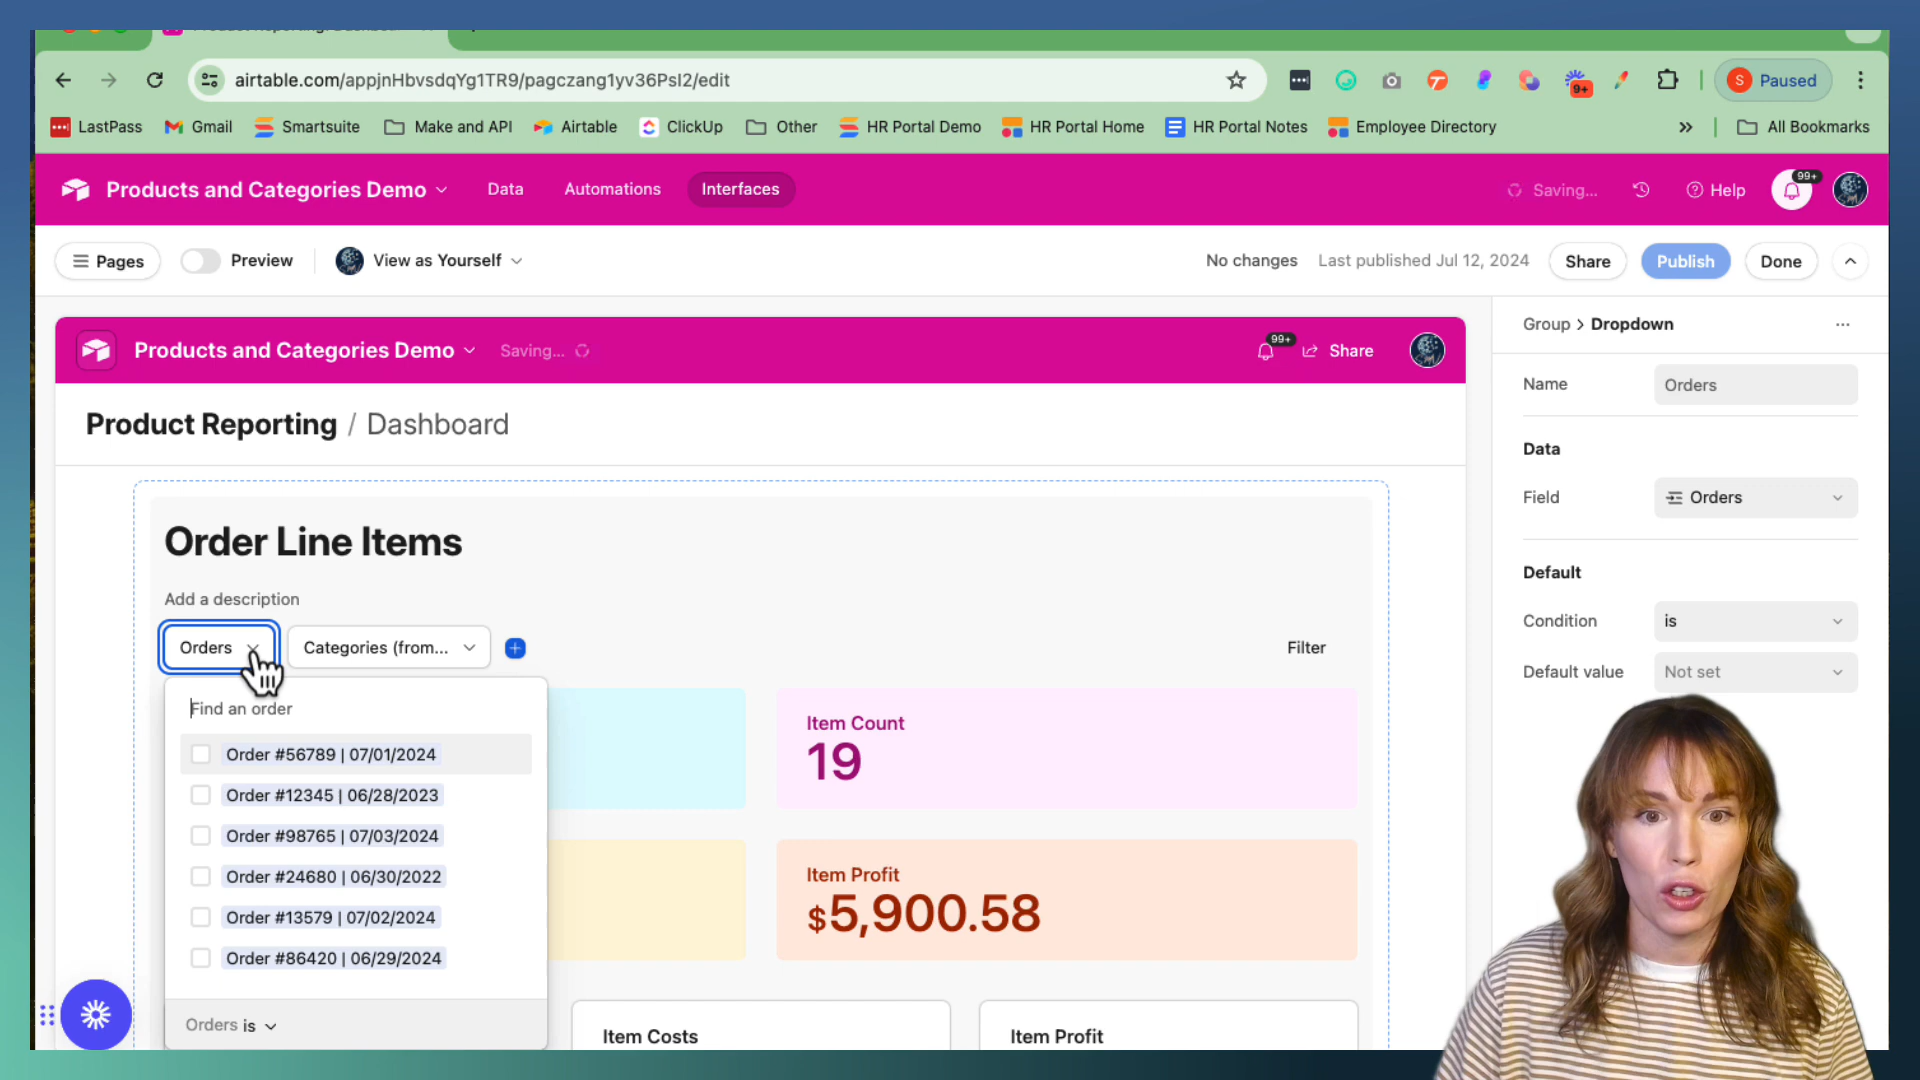 airtable.com/appjnHbvsdqYg1TR9/pagczang1yv36PsI2/edit
9+
S Paused
LastPass Gmail Smartsuite Make and API Airtable ClickUp Other HR Portal Demo HR Portal Home HR Portal Notes Employee Directory » All Bookmarks
Products and Categories Demo Data Automations Interfaces Saving... Help 99+
Pages Preview View as Yourself No changes Last published Jul 12, 2024 Share Publish Done
Products and Categories Demo Saving... 99+ Share
Product Reporting / Dashboard
Order Line Items
Add a description
Orders Categories (from... Filter
Find an order
Order #56789 | 07/01/2024
Order #12345 | 06/28/2023
Order #98765 | 07/03/2024
Order #24680 | 06/30/2022
Order #13579 | 07/02/2024
Order #86420 | 06/29/2024
Orders is
Item Count
19
Item Profit
$5,900.58
Item Costs
Item Profit
Group > Dropdown
Name Orders
Data
Field Orders
Default
Condition is
Default value Not set